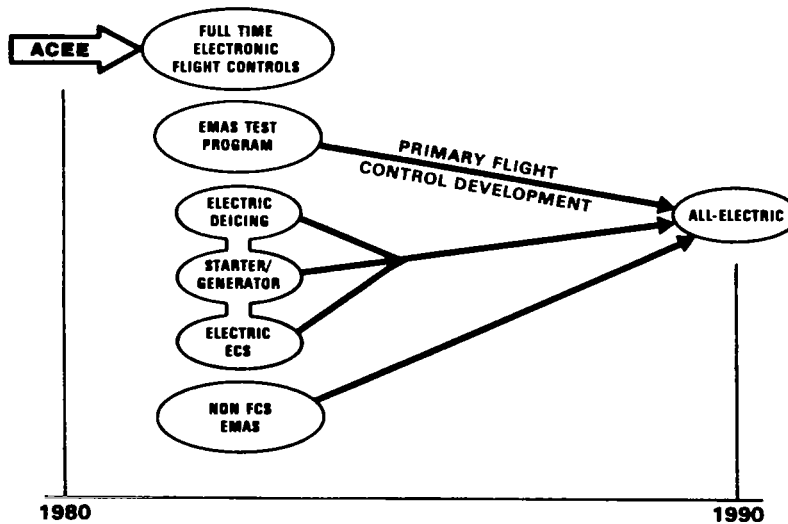 ACEE
FULL TIME
ELECTRONIC
FLIGHT CONTROLS
EMAS TEST
PROGRAM
PRIMARY FLIGHT
CONTROL DEVELOPMENT
ELECTRIC
DEICING
ALL-ELECTRIC
STARTER/
GENERATOR
ELECTRIC
ECS
NON FCS
EMAS
1980
1990